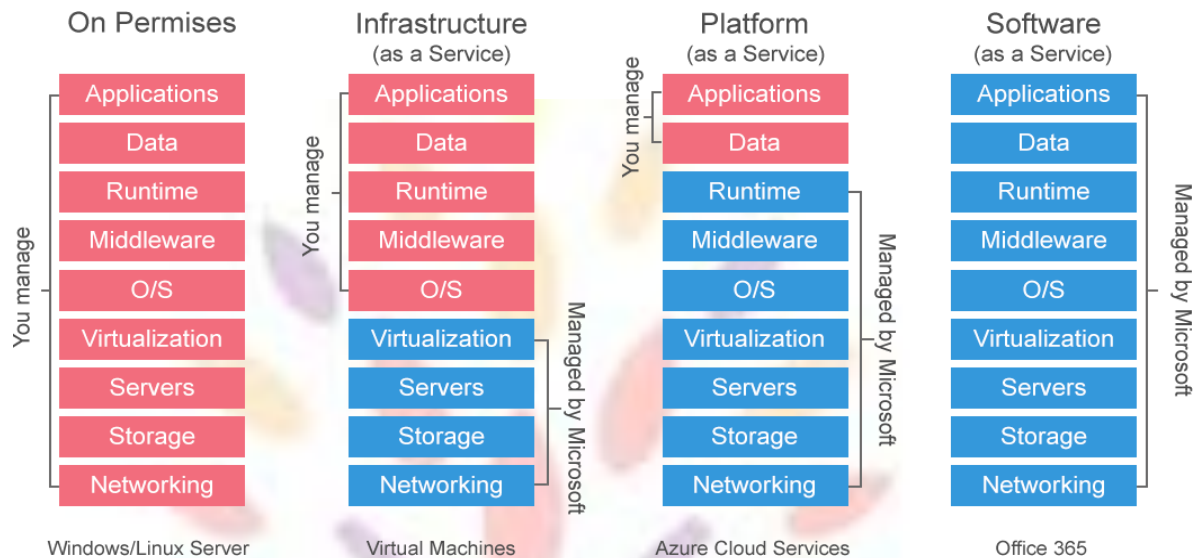 On Permises
You manage
Applications
Data
Runtime
Middleware
O/S
Virtualization
Servers
Storage
Networking
Windows/Linux Server
Infrastructure
(as a Service)
You manage
Applications
Data
Runtime
Middleware
O/S
Virtualization
Servers
Storage
Networking
Managed by Microsoft
Virtual Machines
Platform
(as a Service)
You manage
Applications
Data
Runtime
Middleware
O/S
Virtualization
Servers
Storage
Networking
Managed by Microsoft
Azure Cloud Services
Software
(as a Service)
Applications
Data
Runtime
Middleware
O/S
Virtualization
Servers
Storage
Networking
Managed by Microsoft
Office 365